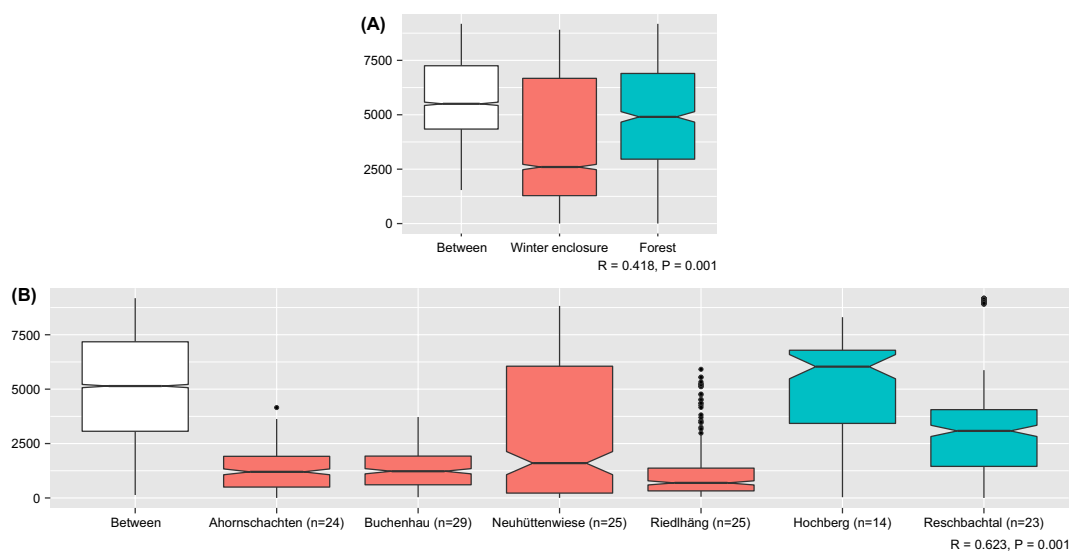 (A)
7500
5000
2500
0
Between Winter enclosure Forest
R = 0.418, P = 0.001
(B)
7500
5000
2500
0
Between Ahornschachten (n=24) Buchenhau (n=29) Neuhüttenwiese (n=25) Riedlhäng (n=25) Hochberg (n=14) Reschbachtal (n=23)
R = 0.623, P = 0.001